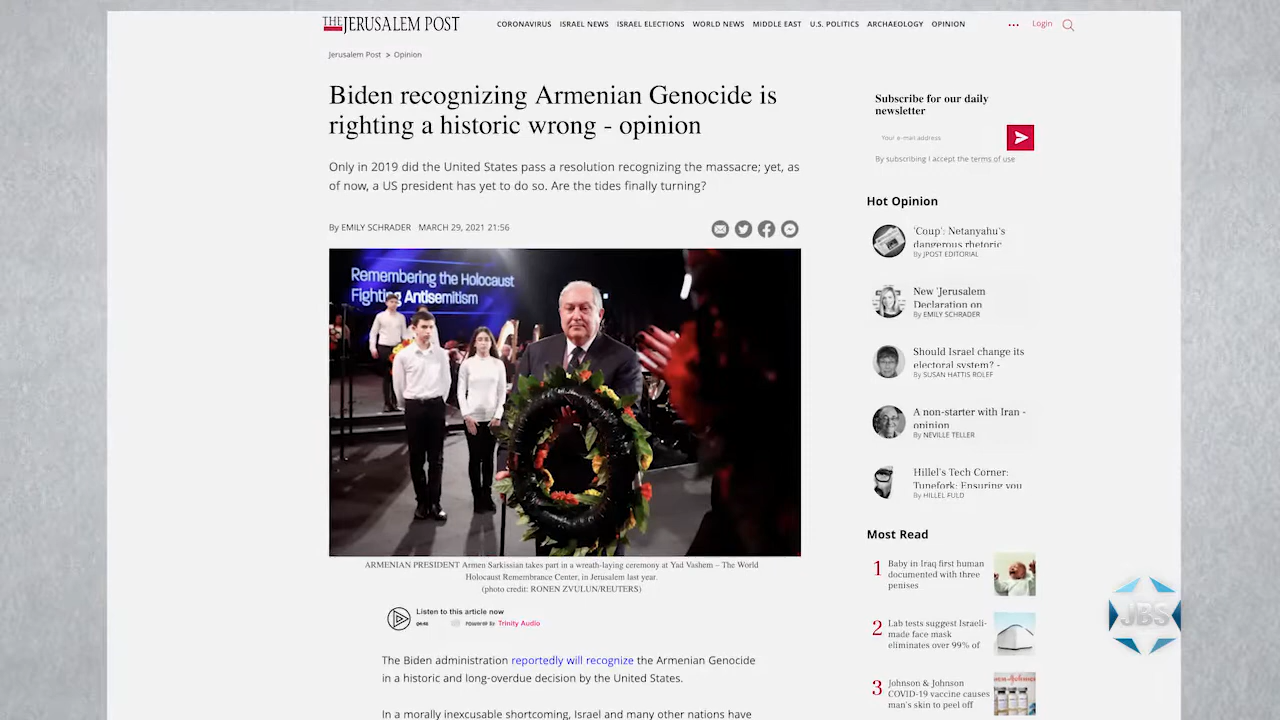 THE JERUSALEM POST
CORONAVIRUS ISRAEL NEWS ISRAEL ELECTIONS WORLD NEWS MIDDLE EAST U.S. POLITICS ARCHAEOLOGY OPINION ... Login
Jerusalem Post > Opinion
Biden recognizing Armenian Genocide is
righting a historic wrong - opinion
Only in 2019 did the United States pass a resolution recognizing the massacre; yet, as
of now, a US president has yet to do so. Are the tides finally turning?
By EMILY SCHRADER MARCH 29, 2021 21:56
Remembering the Holocaust
Fighting Antisemitism
ARMENIAN PRESIDENT Armen Sarkissian takes part in a wreath-laying ceremony at Yad Vashem – The World
Holocaust Remembrance Center, in Jerusalem last year.
(photo credit: RONEN ZVULUN/REUTERS)
Listen to this article now
POWERED BY Trinity Audio
The Biden administration reportedly will recognize the Armenian Genocide
in a historic and long-overdue decision by the United States.
In a morally inexcusable shortcoming, Israel and many other nations have
Subscribe for our daily
newsletter
Your e-mail address
By subscribing I accept the terms of use
Hot Opinion
'Coup': Netanyahu's
dangerous rhetoric
By JPOST EDITORIAL
New 'Jerusalem
Declaration on
By EMILY SCHRADER
Should Israel change its
electoral system? -
By SUSAN HATTIS ROLEF
A non-starter with Iran -
opinion
By NEVILLE TELLER
Hillel's Tech Corner:
Tunefork: Ensuring you
By HILLEL FULD
Most Read
1 Baby in Iraq first human
documented with three
penises
2 Lab tests suggest Israeli-
made face mask
eliminates over 99% of
3 Johnson & Johnson
COVID-19 vaccine causes
man's skin to peel off
JBS